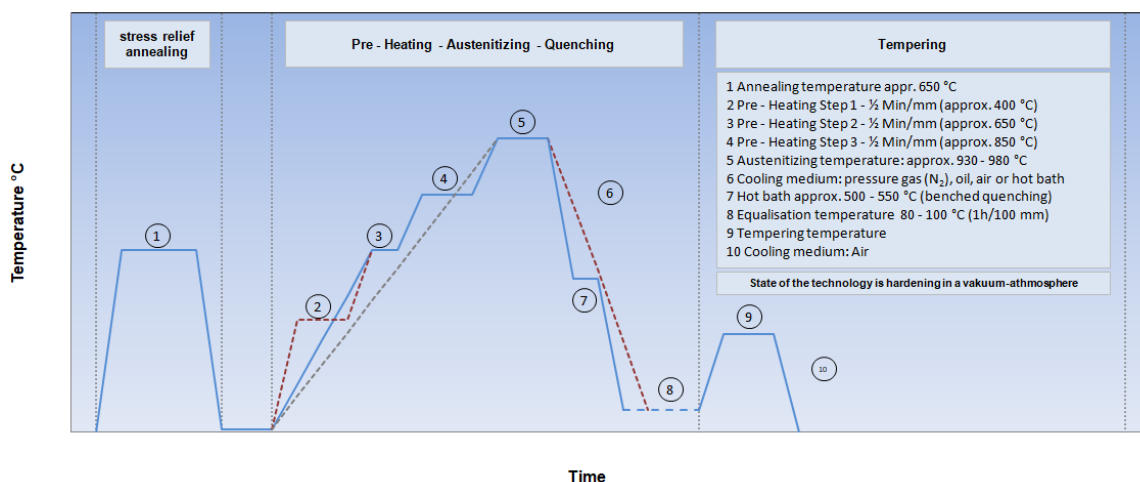 stress relief
annealing
Pre - Heating - Austenitizing - Quenching
Tempering
1 Annealing temperature appr. 650 °C
2 Pre - Heating Step 1 - ½ Min/mm (approx. 400 °C)
3 Pre - Heating Step 2 - ½ Min/mm (approx. 650 °C)
4 Pre - Heating Step 3 - ½ Min/mm (approx. 850 °C)
5 Austenitizing temperature: approx. 930 - 980 °C
6 Cooling medium: pressure gas (N₂), oil, air or hot bath
7 Hot bath approx. 500 - 550 °C (benched quenching)
8 Equalisation temperature 80 - 100 °C (1h/100 mm)
9 Tempering temperature
10 Cooling medium: Air
State of the technology is hardening in a vakuum-athmosphere
Temperature °C
1
2
3
4
5
6
7
8
9
10
Time